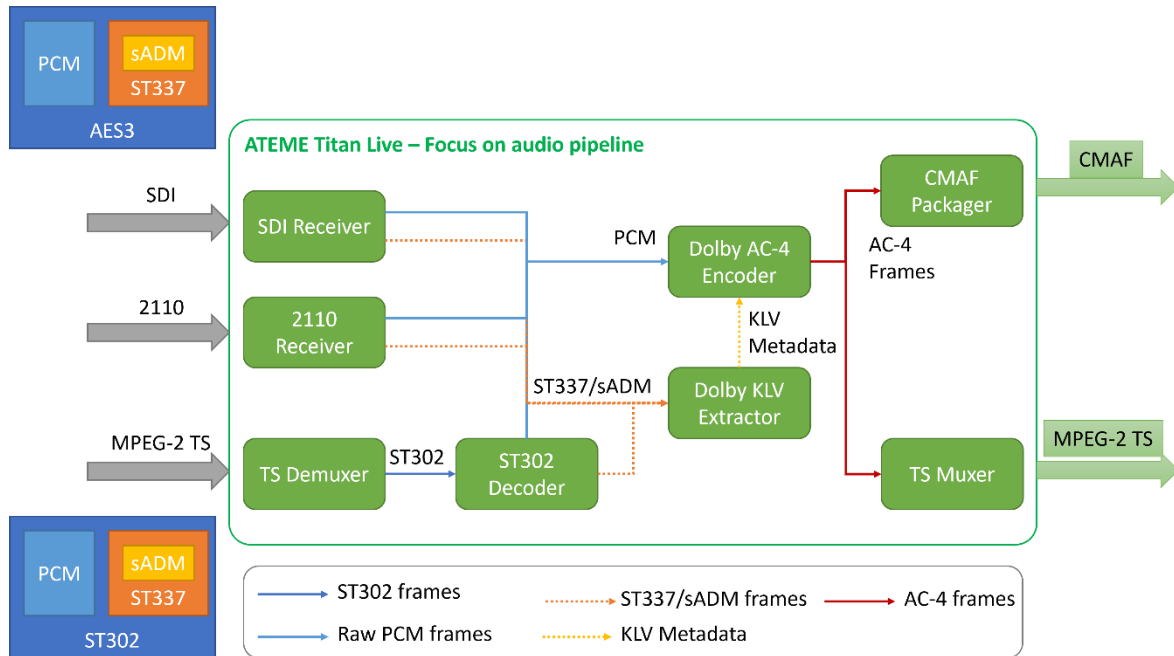 PCM
sADM
ST337
AES3
ATEME Titan Live – Focus on audio pipeline
SDI
SDI Receiver
2110
2110
Receiver
MPEG-2 TS
TS Demuxer
ST302
ST302
Decoder
PCM
ST337/sADM
Dolby AC-4
Encoder
KLV
Metadata
Dolby KLV
Extractor
AC-4
Frames
CMAF
Packager
TS Muxer
CMAF
MPEG-2 TS
PCM
sADM
ST337
ST302
ST302 frames
ST337/sADM frames
AC-4 frames
Raw PCM frames
KLV Metadata